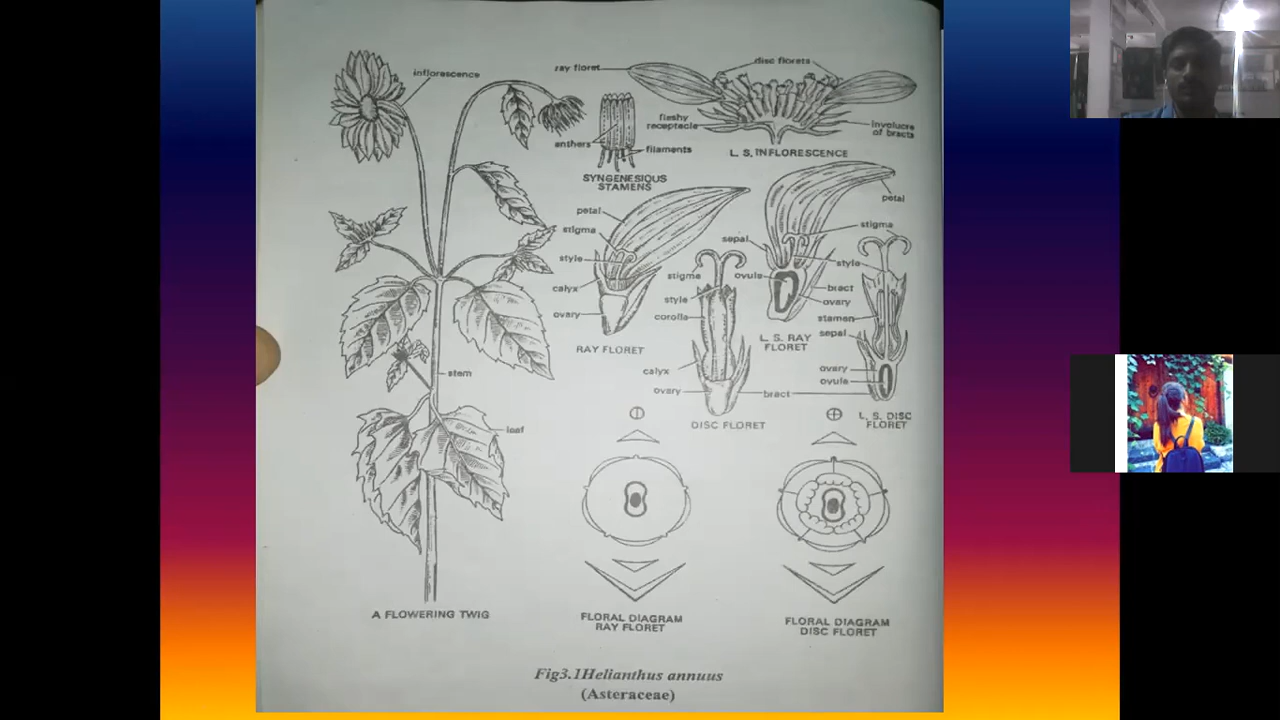 inflorescence
ray floret
disc florets
fleshy
receptacle
involucre
of bracts
anthers
filaments
L. S. INFLORESCENCE
SYNGENESIOUS
STAMENS
petal
petal
stigma
stigma
sepal
style
style
stigma
ovule
calyx
bract
style
ovary
ovary
corolla
stamen
sepal
RAY FLORET
L. S. RAY
FLORET
stem
calyx
ovary
ovary
ovule
bract
DISC FLORET
L. S. DISC
FLORET
leaf
A FLOWERING TWIG
FLORAL DIAGRAM
RAY FLORET
FLORAL DIAGRAM
DISC FLORET
Fig3.1Helianthus annuus
(Asteraceae)